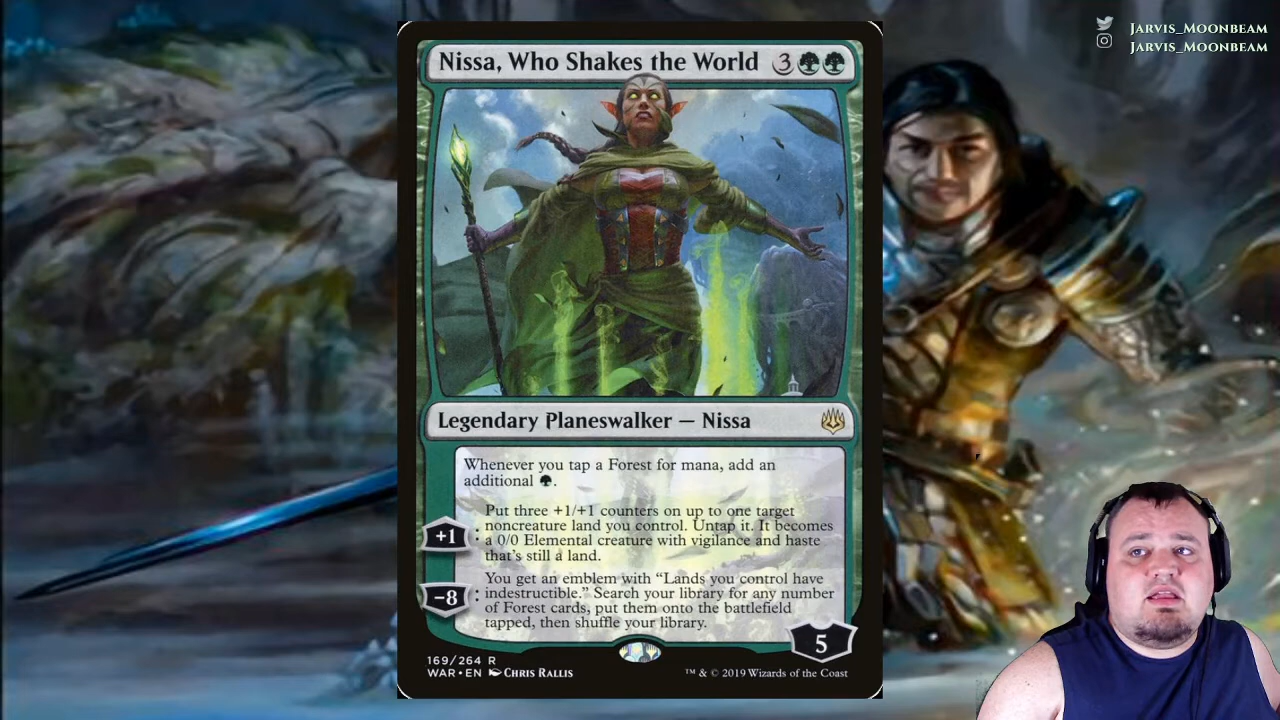 Jarvis_Moonbeam
Jarvis_Moonbeam
Nissa, Who Shakes the World 3
Legendary Planeswalker — Nissa
Whenever you tap a Forest for mana, add an
additional .
+1: Put three +1/+1 counters on up to one target
noncreature land you control. Untap it. It becomes
a 0/0 Elemental creature with vigilance and haste
that's still a land.
−8: You get an emblem with “Lands you control have
indestructible.” Search your library for any number
of Forest cards, put them onto the battlefield
tapped, then shuffle your library.
5
169/264 R
WAR • EN Chris Rallis
™ & © 2019 Wizards of the Coast